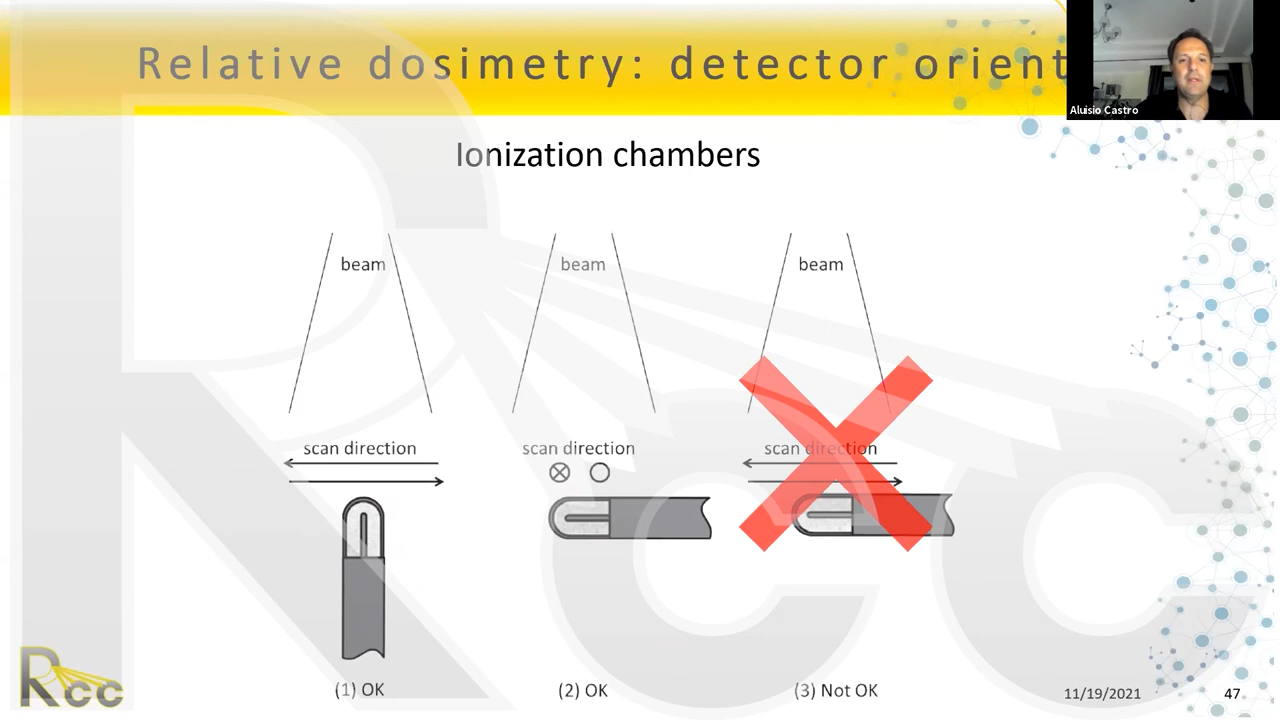 Relative dosimetry: detector orient
Aluisio Castro
Ionization chambers
beam
beam
beam
scan direction
scan direction
scan direction
(1) OK
(2) OK
(3) Not OK
Rcc
11/19/2021
47